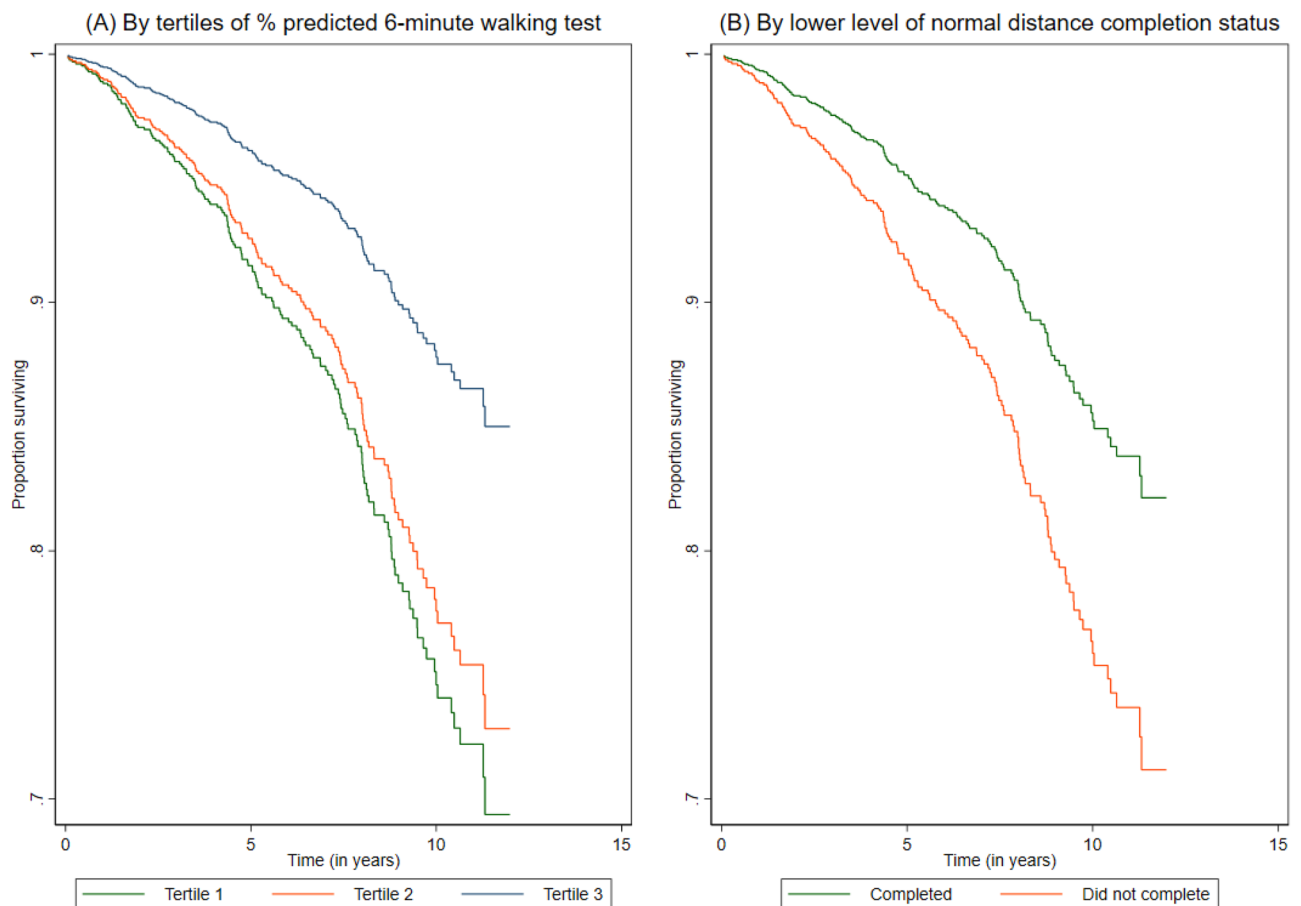 (A) By tertiles of % predicted 6-minute walking test
1
.9
.8
.7
Proportion surviving
0 5 10 15
Time (in years)
Tertile 1 Tertile 2 Tertile 3
(B) By lower level of normal distance completion status
1
.9
.8
.7
Proportion surviving
0 5 10 15
Time (in years)
Completed Did not complete